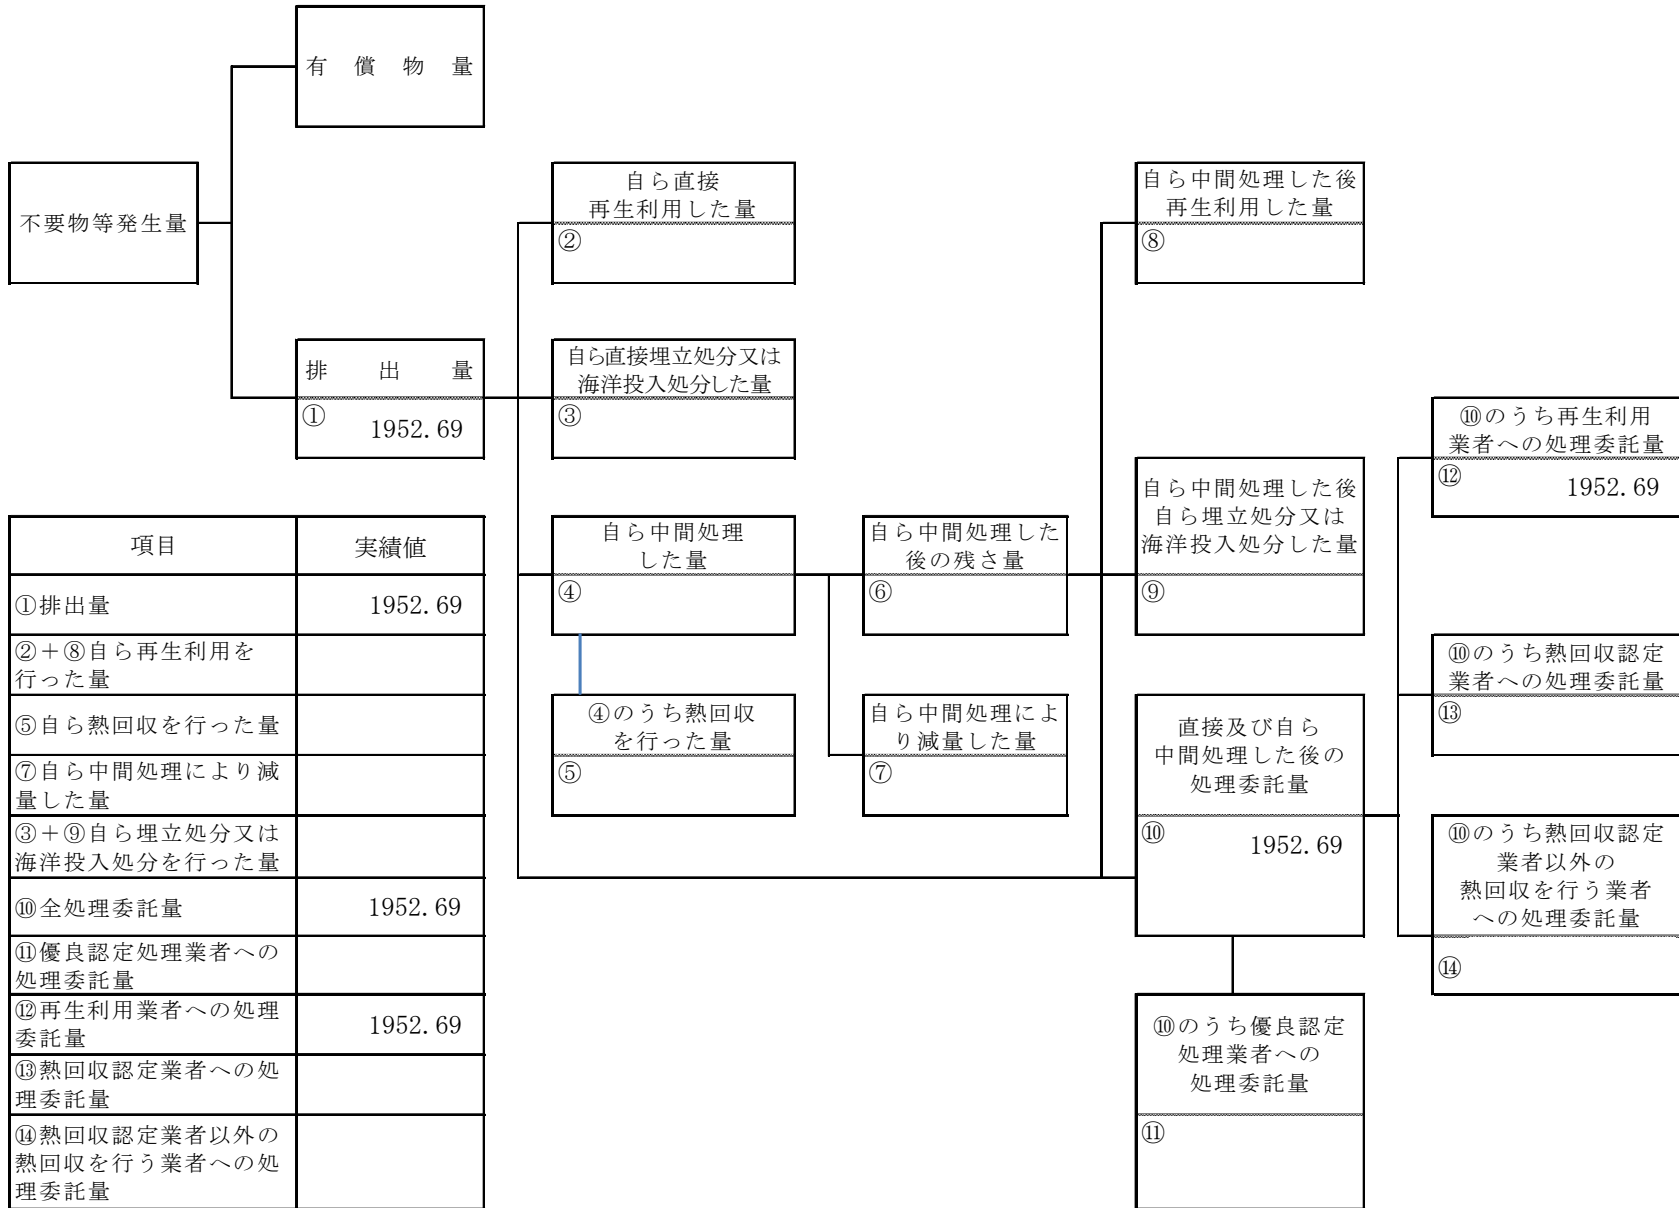 有償物量
不要物等発生量
排出量
①
1952.69
自ら直接
再生利用した量
②
自ら直接埋立処分又は
海洋投入処分した量
③
自ら中間処理
した量
④
④のうち熱回収
を行った量
⑤
自ら中間処理した
後の残さ量
⑥
自ら中間処理によ
り減量した量
⑦
自ら中間処理した後
再生利用した量
⑧
自ら中間処理した後
自ら埋立処分又は
海洋投入処分した量
⑨
直接及び自ら
中間処理した後の
処理委託量
⑩
1952.69
⑩のうち優良認定
処理業者への
処理委託量
⑪
⑩のうち再生利用
業者への処理委託量
⑫
1952.69
⑩のうち熱回収認定
業者への処理委託量
⑬
⑩のうち熱回収認定
業者以外の
熱回収を行う業者
への処理委託量
⑭
項目 実績値
①排出量 1952.69
②+⑧自ら再生利用を
行った量
⑤自ら熱回収を行った量
⑦自ら中間処理により減
量した量
③+⑨自ら埋立処分又は
海洋投入処分を行った量
⑩全処理委託量 1952.69
⑪優良認定処理業者への
処理委託量
⑫再生利用業者への処理
委託量 1952.69
⑬熱回収認定業者への処
理委託量
⑭熱回収認定業者以外の
熱回収を行う業者への処
理委託量